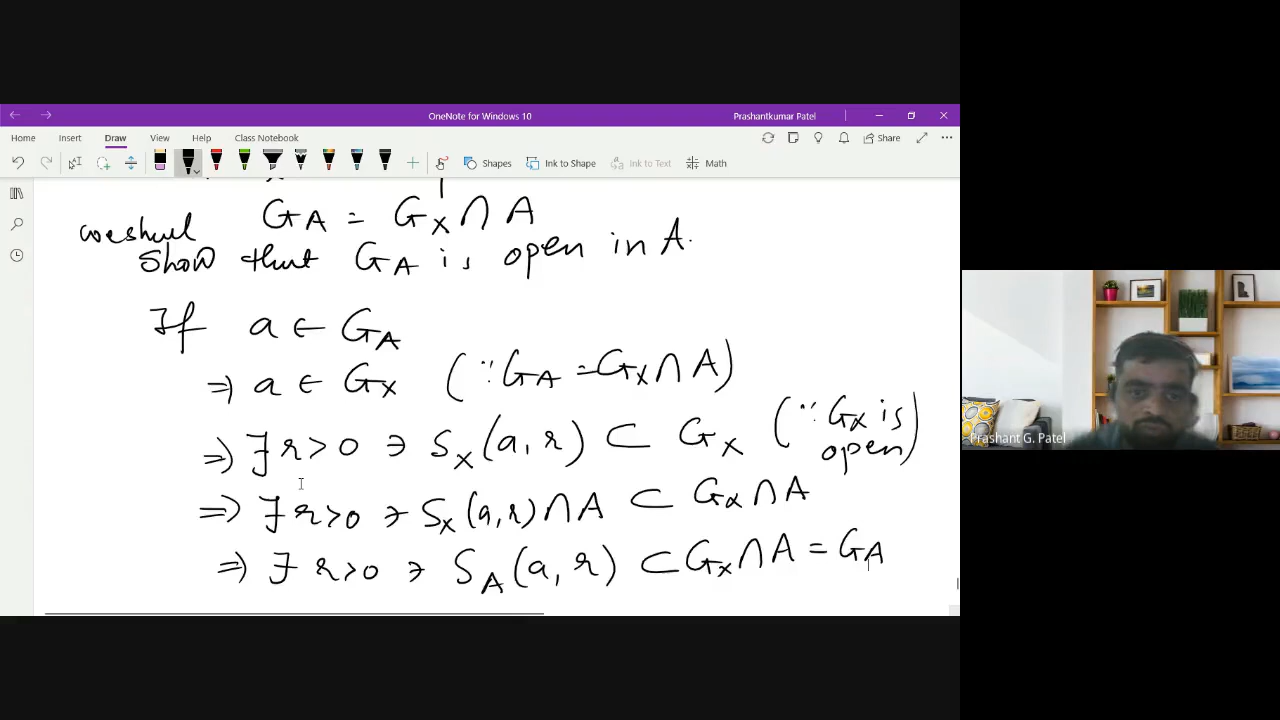 OneNote for Windows 10
Prashantkumar Patel
Home Insert Draw View Help Class Notebook
Share
Shapes Ink to Shape Ink to Text Math
G_A = G_X ∩ A
we shall
show that G_A is open in A.
If a ∈ G_A
⇒ a ∈ G_X (∵ G_A = G_X ∩ A)
⇒ ∃ r > 0 ∋ S_X(a, r) ⊂ G_X (∵ G_X is open)
⇒ ∃ r > 0 ∋ S_X(a, r) ∩ A ⊂ G_X ∩ A
⇒ ∃ r > 0 ∋ S_A(a, r) ⊂ G_X ∩ A = G_A
Prashant G. Patel